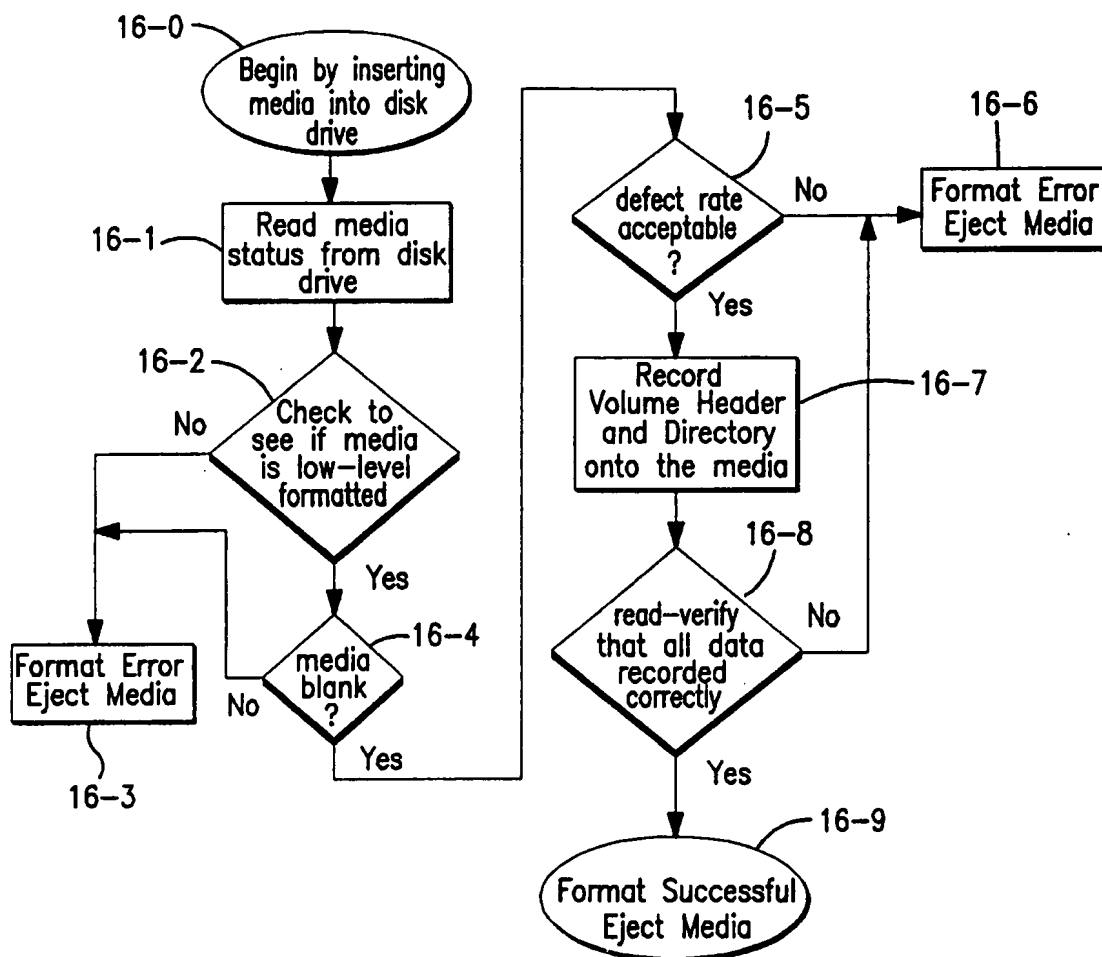 16-0
Begin by inserting
media into disk
drive
16-1
Read media
status from disk
drive
16-2
No
Check to
see if media
is low-level
formatted
Yes
16-3
Format Error
Eject Media
16-4
No
media
blank
?
Yes
16-5
defect rate
acceptable
?
No
Yes
16-6
Format Error
Eject Media
16-7
Record
Volume Header
and Directory
onto the media
16-8
read-verify
that all data
recorded
correctly
No
Yes
16-9
Format Successful
Eject Media